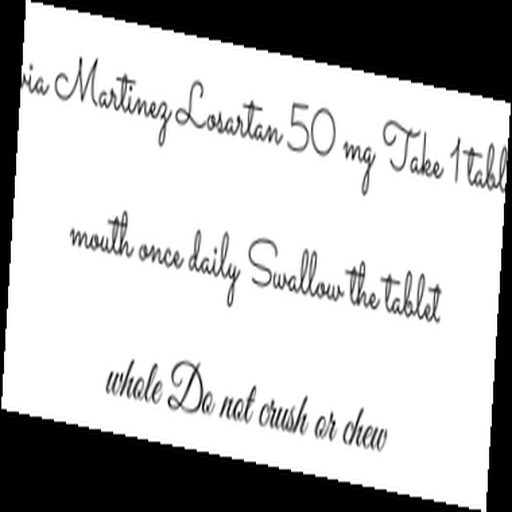 Martinez Losartan 50 mg Take 1
mouth once daily Swallow the tablet
whole Do not crush or chew